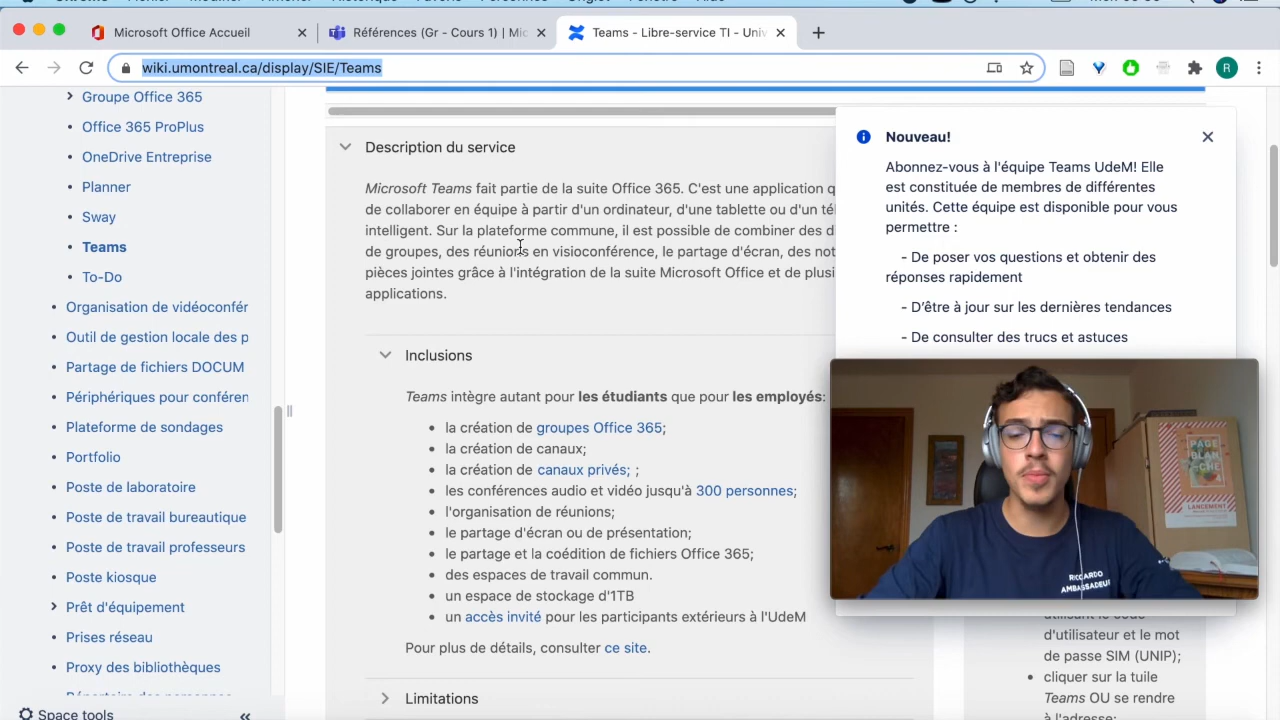 Microsoft Office Accueil
Références (Gr - Cours 1) | Mic
Teams - Libre-service TI - Univ
wiki.umontreal.ca/display/SIE/Teams
R
Groupe Office 365
Office 365 ProPlus
OneDrive Entreprise
Planner
Sway
Teams
To-Do
Organisation de vidéoconfér
Outil de gestion locale des p
Partage de fichiers DOCUM
Périphériques pour conféren
Plateforme de sondages
Portfolio
Poste de laboratoire
Poste de travail bureautique
Poste de travail professeurs
Poste kiosque
Prêt d'équipement
Prises réseau
Proxy des bibliothèques
Répertoire des personnes
Space tools
Description du service
Microsoft Teams fait partie de la suite Office 365. C'est une application q
de collaborer en équipe à partir d'un ordinateur, d'une tablette ou d'un tél
intelligent. Sur la plateforme commune, il est possible de combiner des d
de groupes, des réunions en visioconférence, le partage d'écran, des not
pièces jointes grâce à l'intégration de la suite Microsoft Office et de plusi
applications.
Inclusions
Teams intègre autant pour les étudiants que pour les employés:
la création de groupes Office 365;
la création de canaux;
la création de canaux privés; ;
les conférences audio et vidéo jusqu'à 300 personnes;
l'organisation de réunions;
le partage d'écran ou de présentation;
le partage et la coédition de fichiers Office 365;
des espaces de travail commun.
un espace de stockage d'1TB
un accès invité pour les participants extérieurs à l'UdeM
Pour plus de détails, consulter ce site.
Limitations
Nouveau!
Abonnez-vous à l'équipe Teams UdeM! Elle
est constituée de membres de différentes
unités. Cette équipe est disponible pour vous
permettre :
- De poser vos questions et obtenir des
réponses rapidement
- D'être à jour sur les dernières tendances
- De consulter des trucs et astuces
PAGE
BLAN
CHE
LANCEMENT
RICCARDO
AMBASSADEUR
utilisant le code
d'utilisateur et le mot
de passe SIM (UNIP);
cliquer sur la tuile
Teams OU se rendre
à l'adresse: